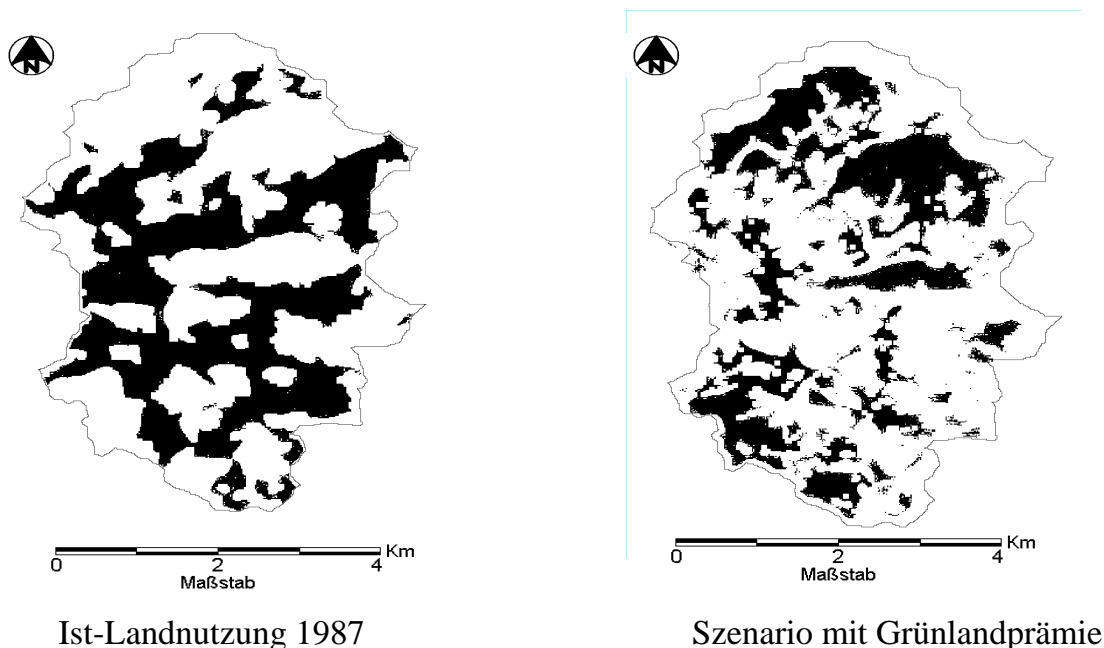 N
Km
0 2 4
Maßstab
Ist-Landnutzung 1987
N
Km
0 2 4
Maßstab
Szenario mit Grünlandprämie